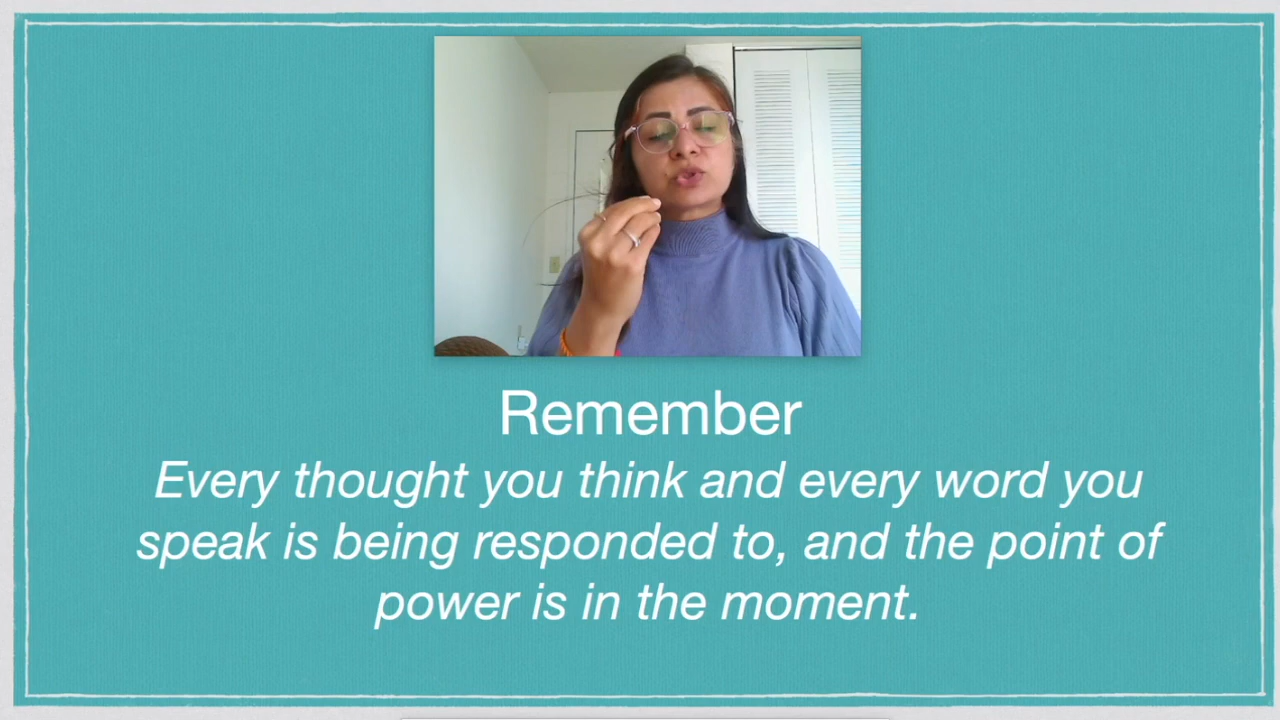 Remember
Every thought you think and every word you
speak is being responded to, and the point of
power is in the moment.